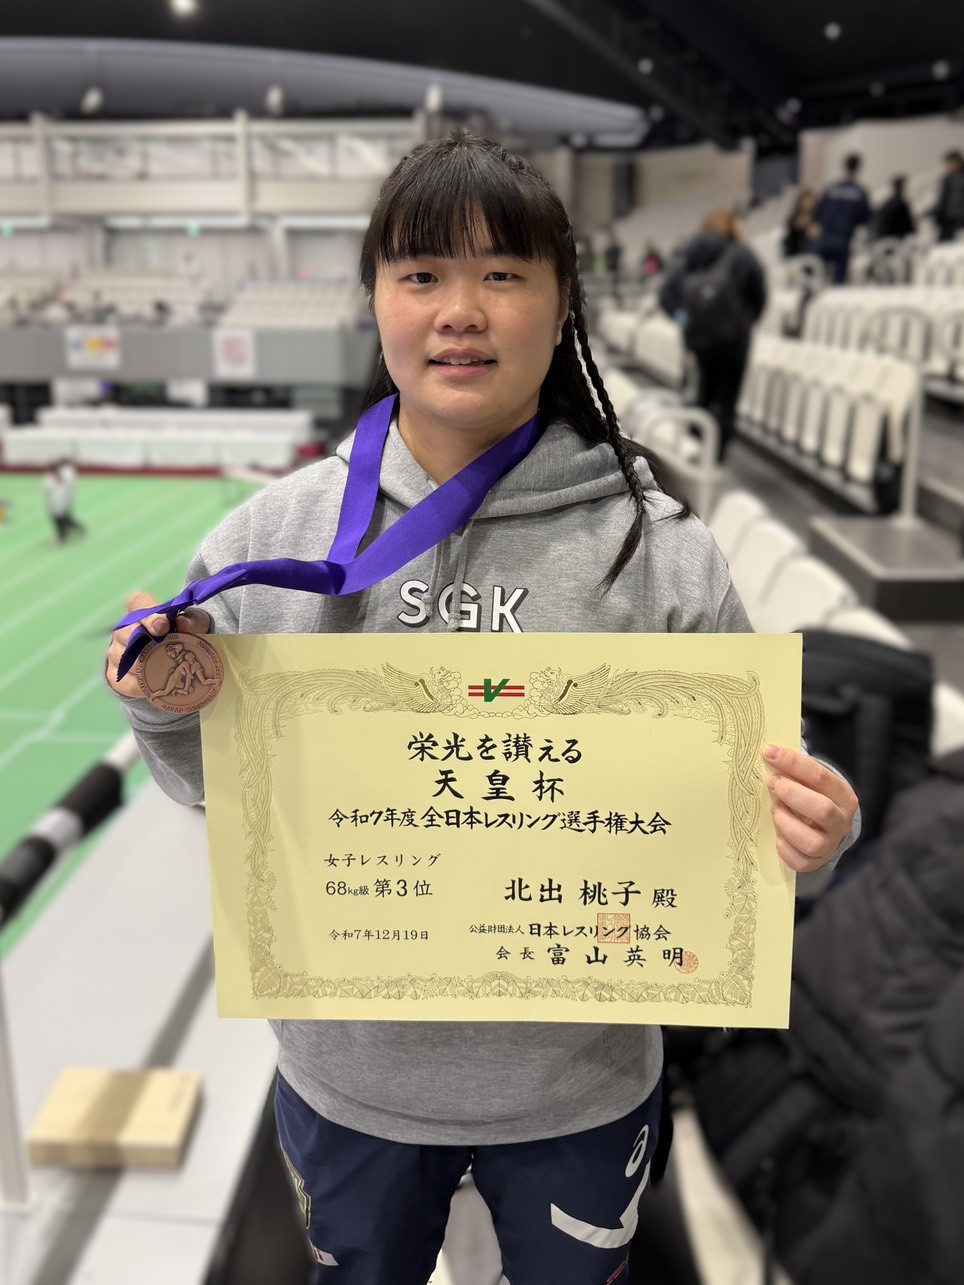 SGK
栄光を讃える
天皇杯
令和7年度全日本レスリング選手権大会
女子レスリング
68kg級 第3位
北出 桃子 殿
令和7年12月19日
公益財団法人 日本レスリング協会
会長 富山英明